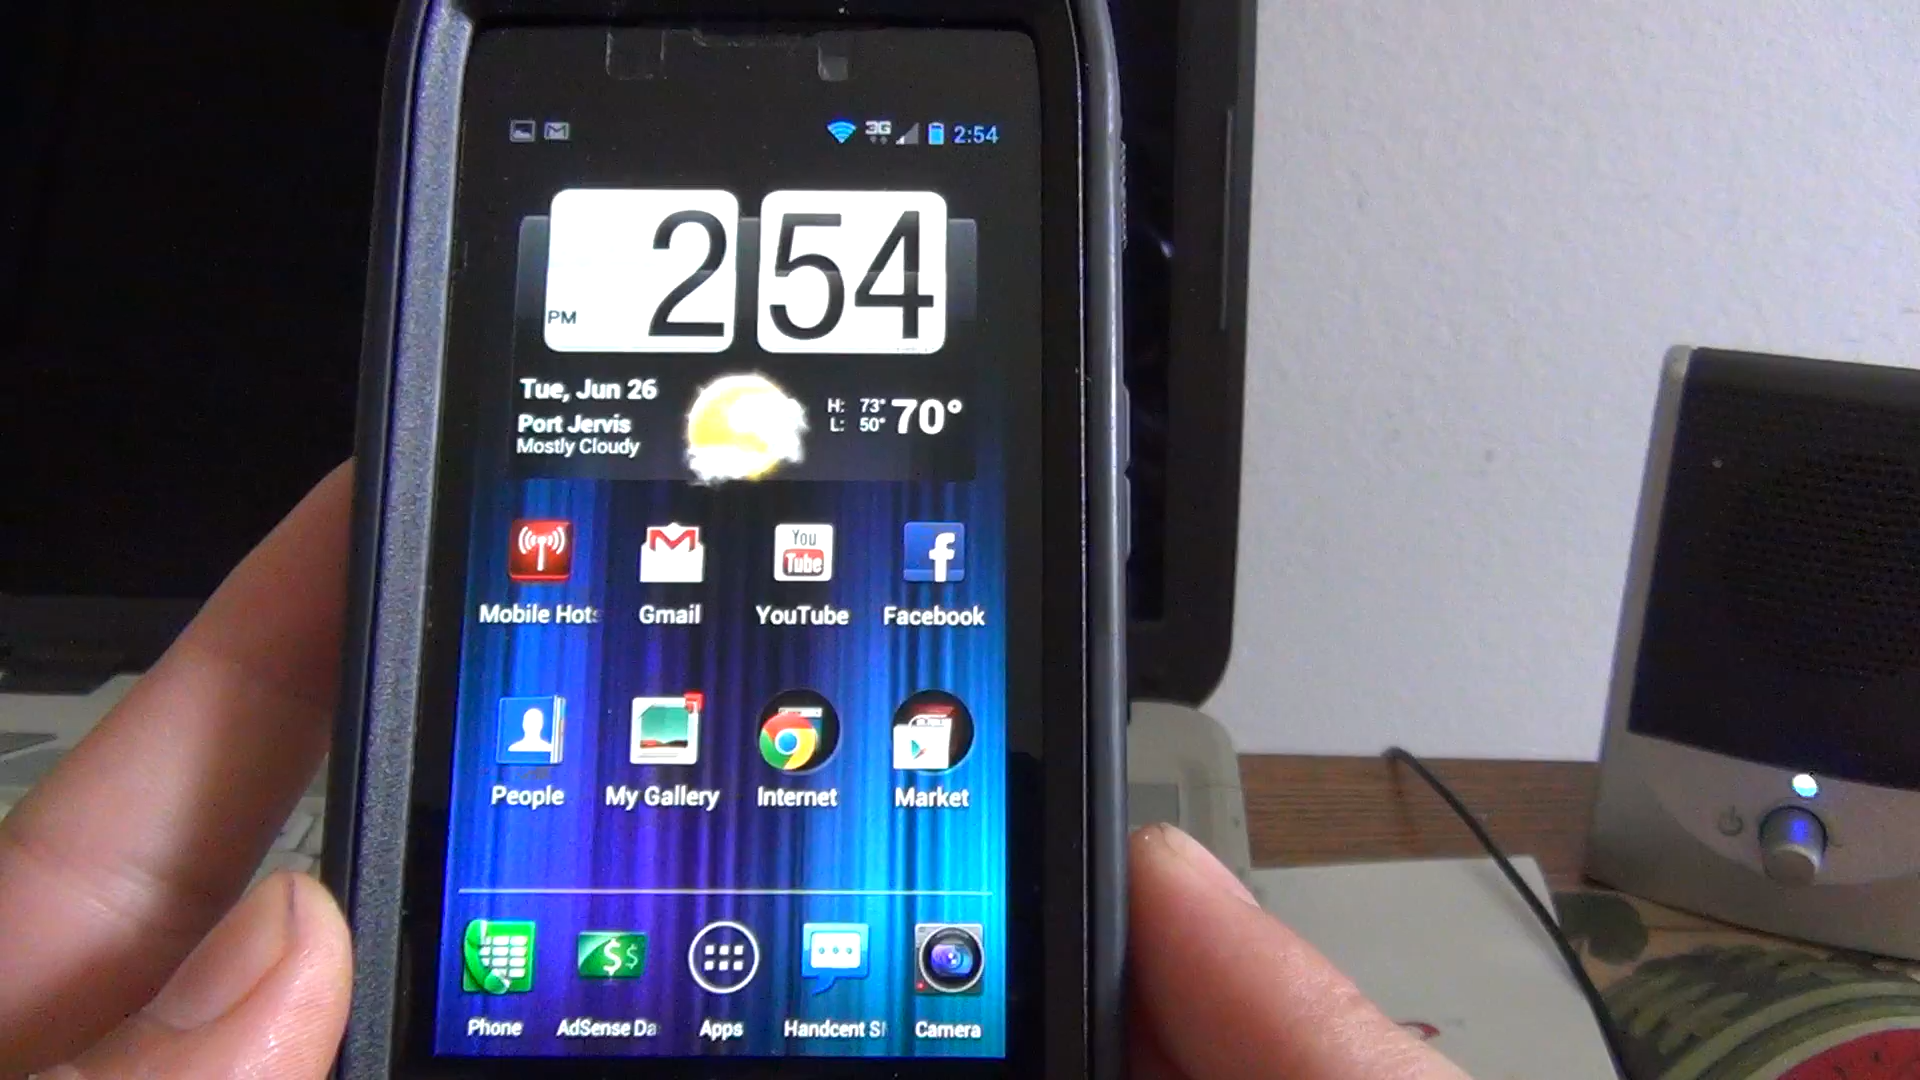 3G 2:54
2 54
PM
Tue, Jun 26
Port Jervis
Mostly Cloudy
H: 73°
L: 50°
70°
You
Tube
f
Mobile Hots
Gmail
YouTube
Facebook
People
My Gallery
Internet
Market
$ $
Phone
AdSense Da
Apps
Handcent S
Camera